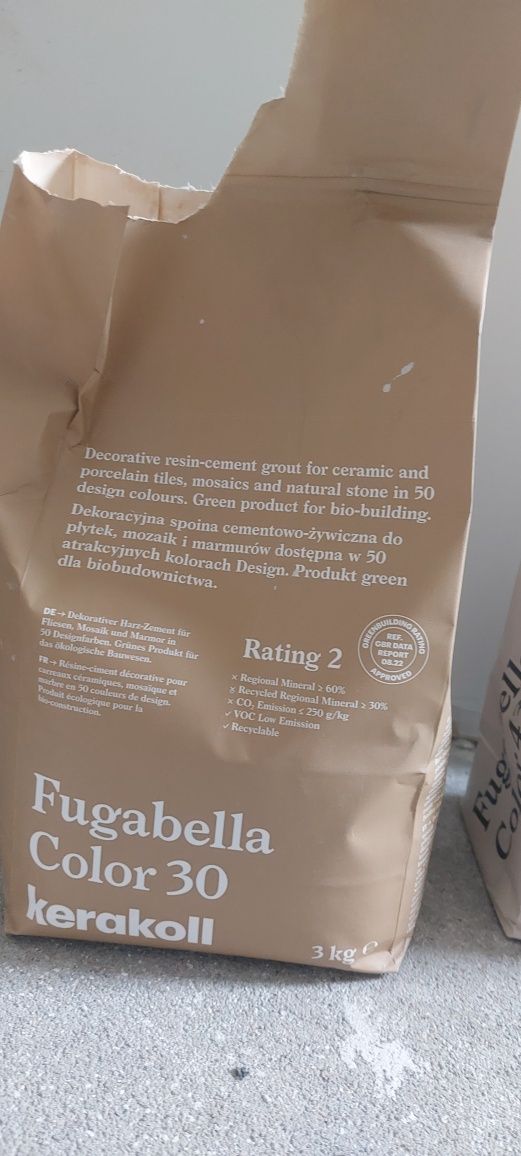 Decorative resin-cement grout for ceramic and
porcelain tiles, mosaics and natural stone in 50
design colours. Green product for bio-building.
Dekoracyjna spoina cementowo-żywiczna do
płytek, mozaik i marmurów dostępna w 50
atrakcyjnych kolorach Design. Produkt green
dla biobudownictwa.
DE → Dekorativer Harz-Zement für
Fliesen, Mosaik und Marmor in
50 Designfarben. Grünes Produkt für
das ökologische Bauwesen.
FR → Résine-ciment décorative pour
carreaux céramiques, mosaïque et
marbre en 50 couleurs de design.
Produit écologique pour la
bio-construction.
Rating 2
× Regional Mineral ≥ 60%
× Recycled Regional Mineral ≥ 30%
× CO₂ Emission ≤ 250 g/kg
✓ VOC Low Emission
✓ Recyclable
GREENBUILDING RATING
REF.
GBR DATA
REPORT
08.22
APPROVED
Fugabella
Color 30
kerakoll
3 kg ℮